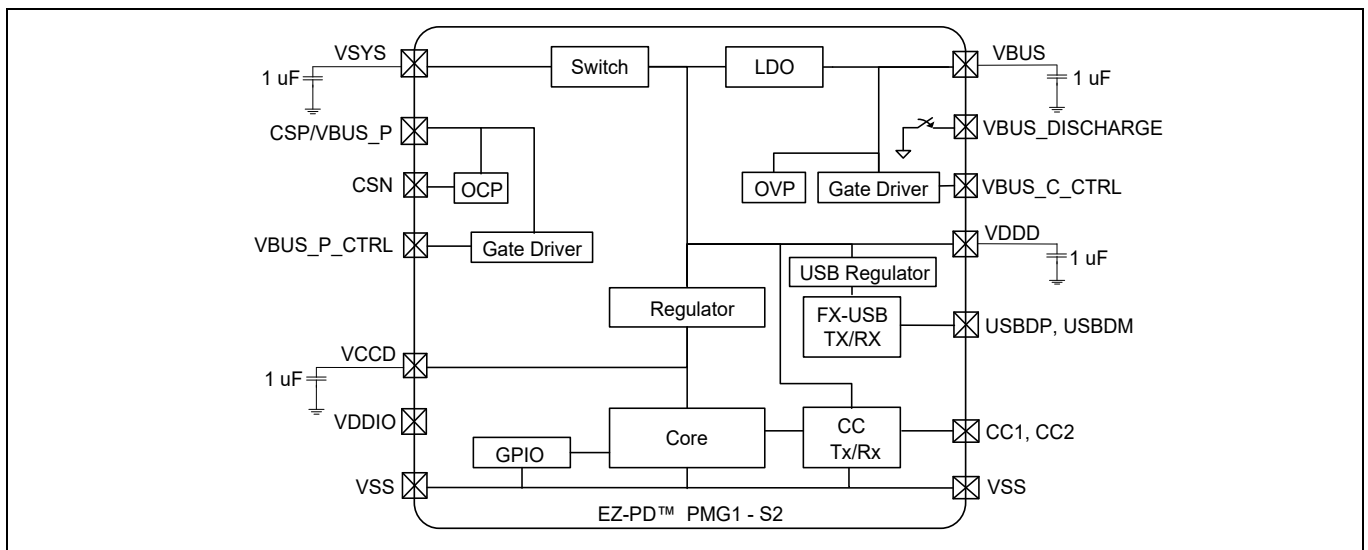 VSYS
1 uF
Switch
LDO
VBUS
1 uF
CSP/VBUS_P
VBUS_DISCHARGE
CSN
OCP
OVP
Gate Driver
VBUS_C_CTRL
VBUS_P_CTRL
Gate Driver
VDDD
1 uF
USB Regulator
Regulator
FX-USB
TX/RX
USBDP, USBDM
VCCD
1 uF
VDDIO
Core
CC
Tx/Rx
CC1, CC2
GPIO
VSS
VSS
EZ-PD™ PMG1 - S2